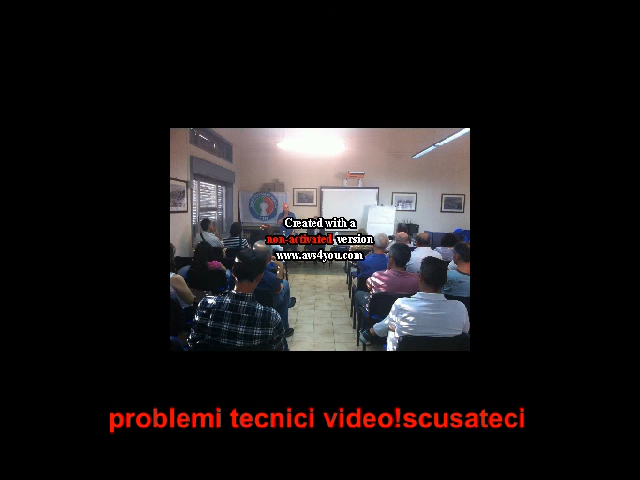 Created with a
non-activated version
www.avs4you.com
problemi tecnici video!scusateci